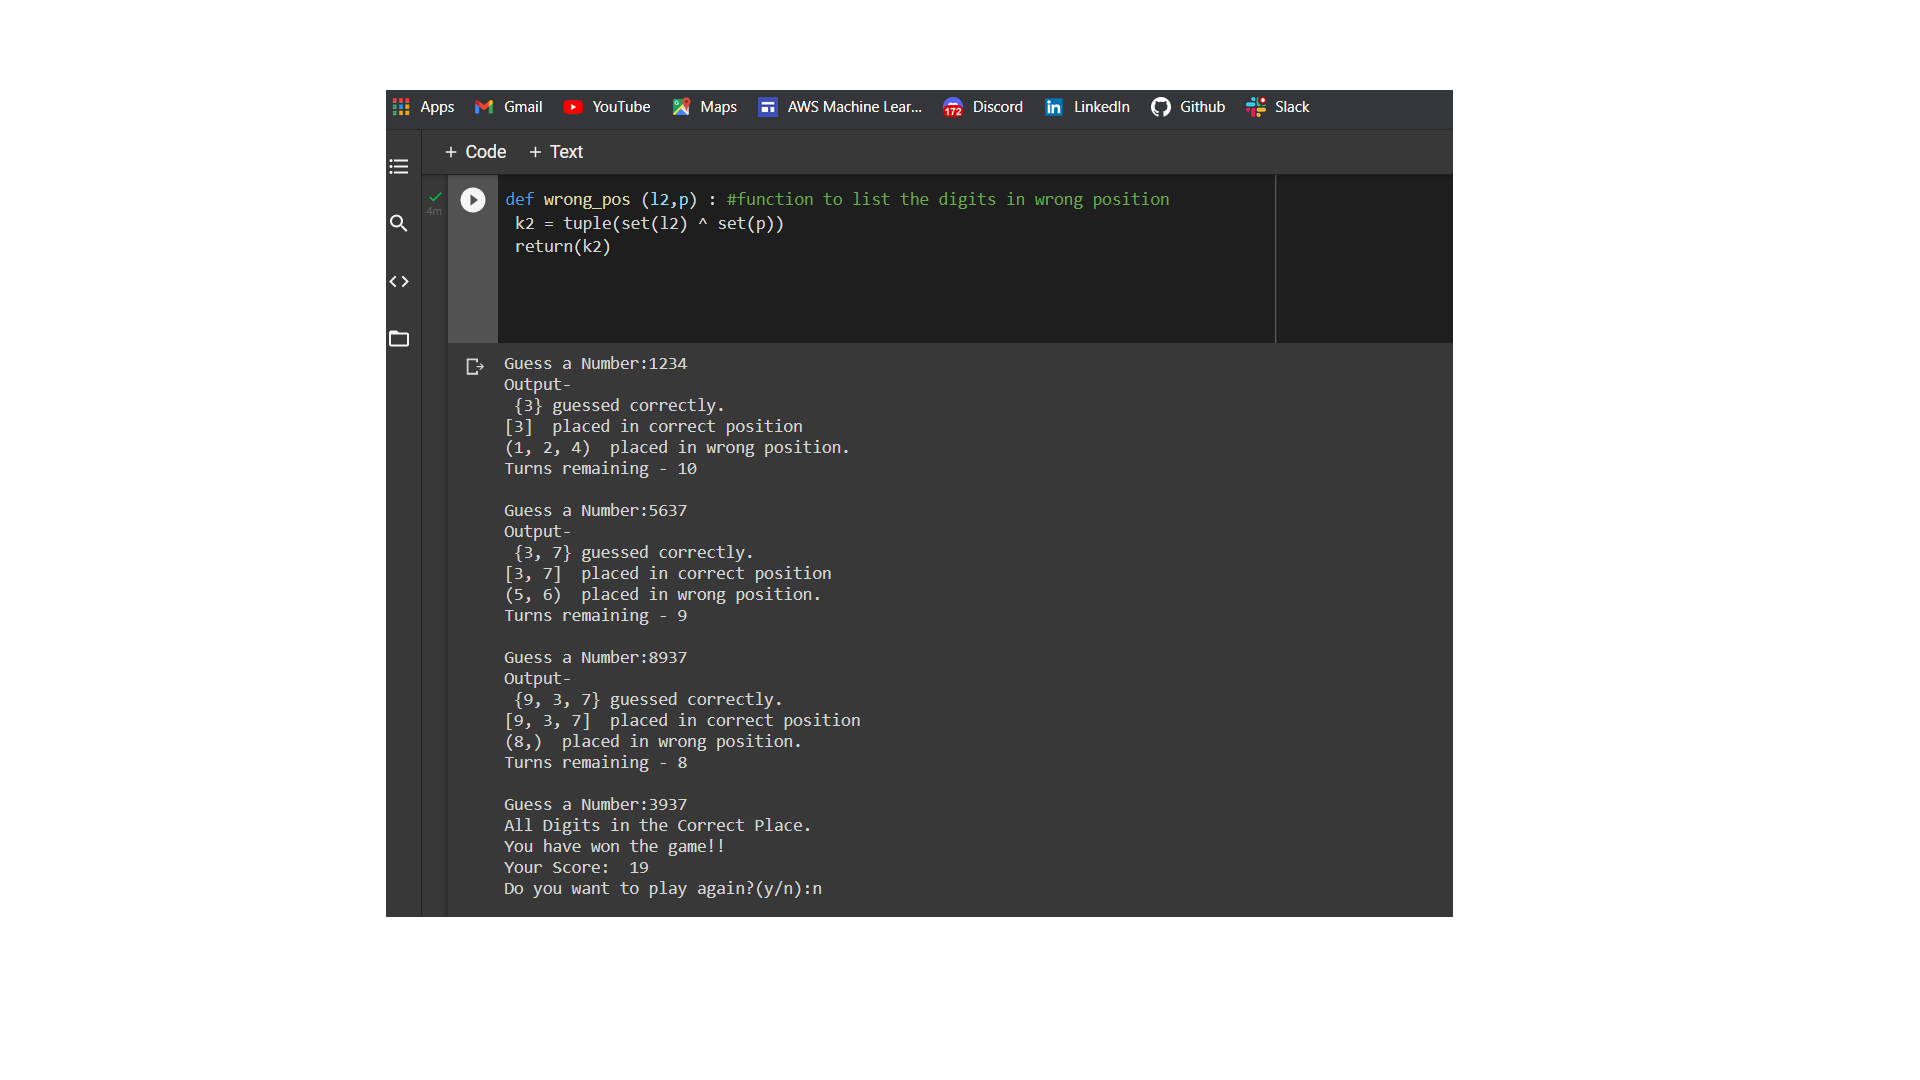 Apps Gmail YouTube Maps AWS Machine Lear... 172 Discord in LinkedIn Github Slack
+ Code + Text
4m
def wrong_pos (l2,p) : #function to list the digits in wrong position
k2 = tuple(set(l2) ^ set(p))
return(k2)
Guess a Number:1234
Output-
{3} guessed correctly.
[3]  placed in correct position
(1, 2, 4)  placed in wrong position.
Turns remaining - 10
Guess a Number:5637
Output-
{3, 7} guessed correctly.
[3, 7]  placed in correct position
(5, 6)  placed in wrong position.
Turns remaining - 9
Guess a Number:8937
Output-
{9, 3, 7} guessed correctly.
[9, 3, 7]  placed in correct position
(8,)  placed in wrong position.
Turns remaining - 8
Guess a Number:3937
All Digits in the Correct Place.
You have won the game!!
Your Score:  19
Do you want to play again?(y/n):n